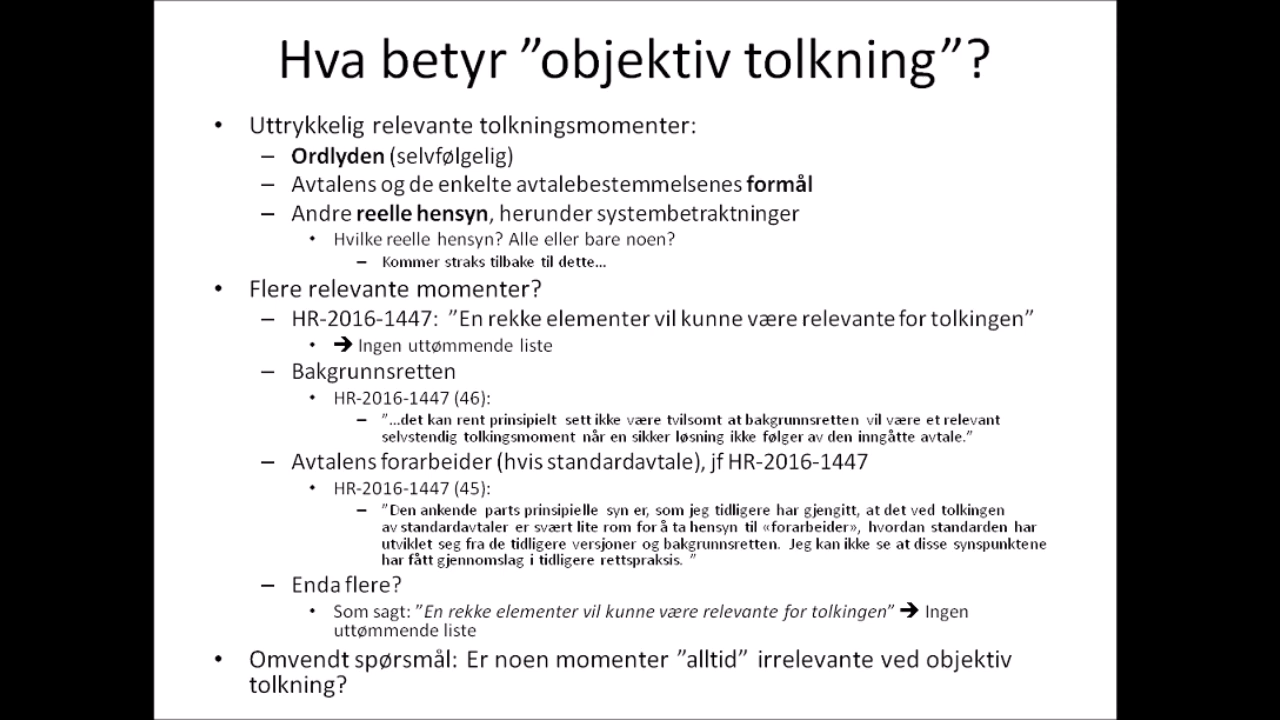 Hva betyr ”objektiv tolkning”?
• Uttrykkelig relevante tolkningsmomenter:
– Ordlyden (selvfølgelig)
– Avtalens og de enkelte avtalebestemmelsenes formål
– Andre reelle hensyn, herunder systembetraktninger
• Hvilke reelle hensyn? Alle eller bare noen?
– Kommer straks tilbake til dette...
• Flere relevante momenter?
– HR-2016-1447: ”En rekke elementer vil kunne være relevante for tolkingen”
• ➔ Ingen uttømmende liste
– Bakgrunnsretten
• HR-2016-1447 (46):
– ”...det kan rent prinsipielt sett ikke være tvilsomt at bakgrunnsretten vil være et relevant
selvstendig tolkingsmoment når en sikker løsning ikke følger av den inngåtte avtale.”
– Avtalens forarbeider (hvis standardavtale), jf HR-2016-1447
• HR-2016-1447 (45):
– ”Den ankende parts prinsipielle syn er, som jeg tidligere har gjengitt, at det ved tolkingen
av standardavtaler er svært lite rom for å ta hensyn til «forarbeider», hvordan standarden har
utviklet seg fra de tidligere versjoner og bakgrunnsretten. Jeg kan ikke se at disse synspunktene
har fått gjennomslag i tidligere rettspraksis. ”
– Enda flere?
• Som sagt: ”En rekke elementer vil kunne være relevante for tolkingen” ➔ Ingen
uttømmende liste
• Omvendt spørsmål: Er noen momenter ”alltid” irrelevante ved objektiv
tolkning?